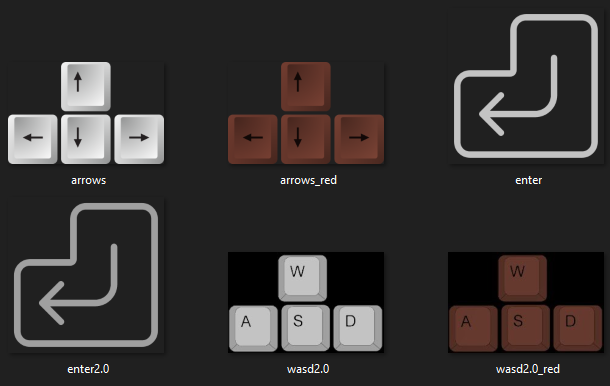 arrows
arrows_red
enter
W
W
A S D
A S D
enter2.0
wasd2.0
wasd2.0_red